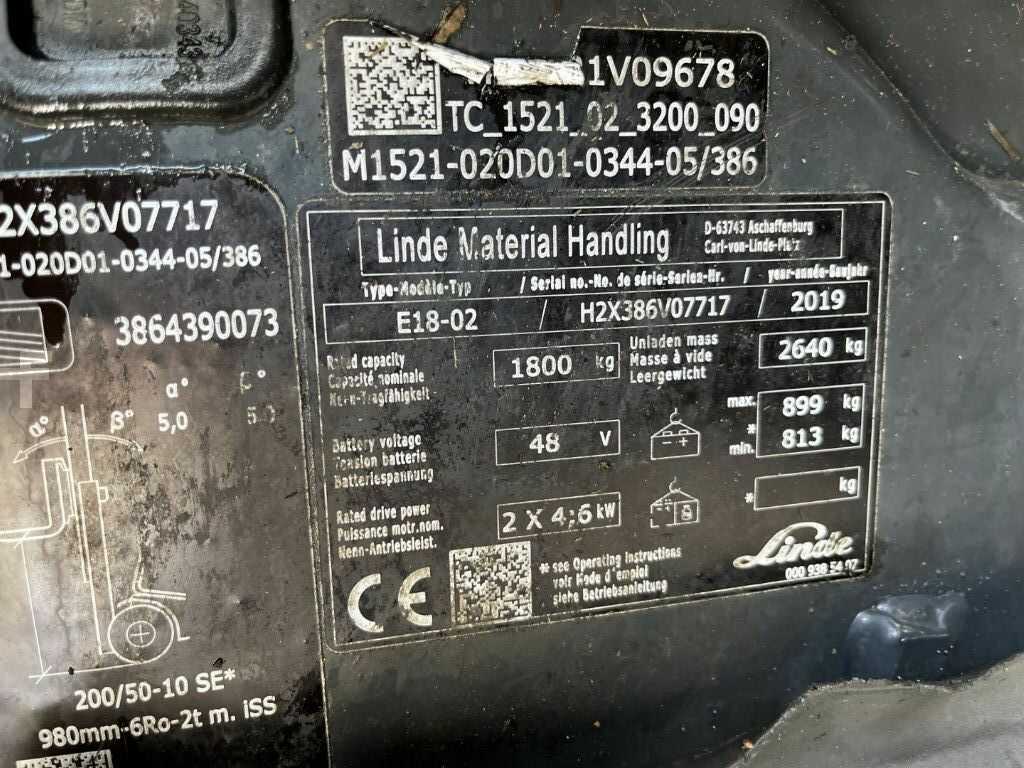 1V09678
TC_1521_02_3200_090
M1521-020D01-0344-05/386
2X386V07717
1-020D01-0344-05/386
3864390073
α°
5,0
5,0
α°
β°
200/50-10 SE*
980mm-6Ro-2t m. iSS
Linde Material Handling
D-63743 Aschaffenburg
Carl-von-Linde-Platz
Type-Modèle-Typ / Serial no.-No. de série-Serien-Nr. / year-année-Baujahr
E18-02 / H2X386V07717 / 2019
Rated capacity
Capacité nominale
Nenn-Tragfähigkeit
1800 kg
Unladen mass
Masse à vide
Leergewicht
2640 kg
Battery voltage
Tension batterie
Batteriespannung
48 V
max. 899 kg
*
min. 813 kg
Rated drive power
Puissance motr.nom.
Nenn-Antriebsleist.
2 X 4,6 kW
* kg
CE
* see Operating instructions
voir Mode d'emploi
siehe Betriebsanleitung
Linde
000 938 54 97